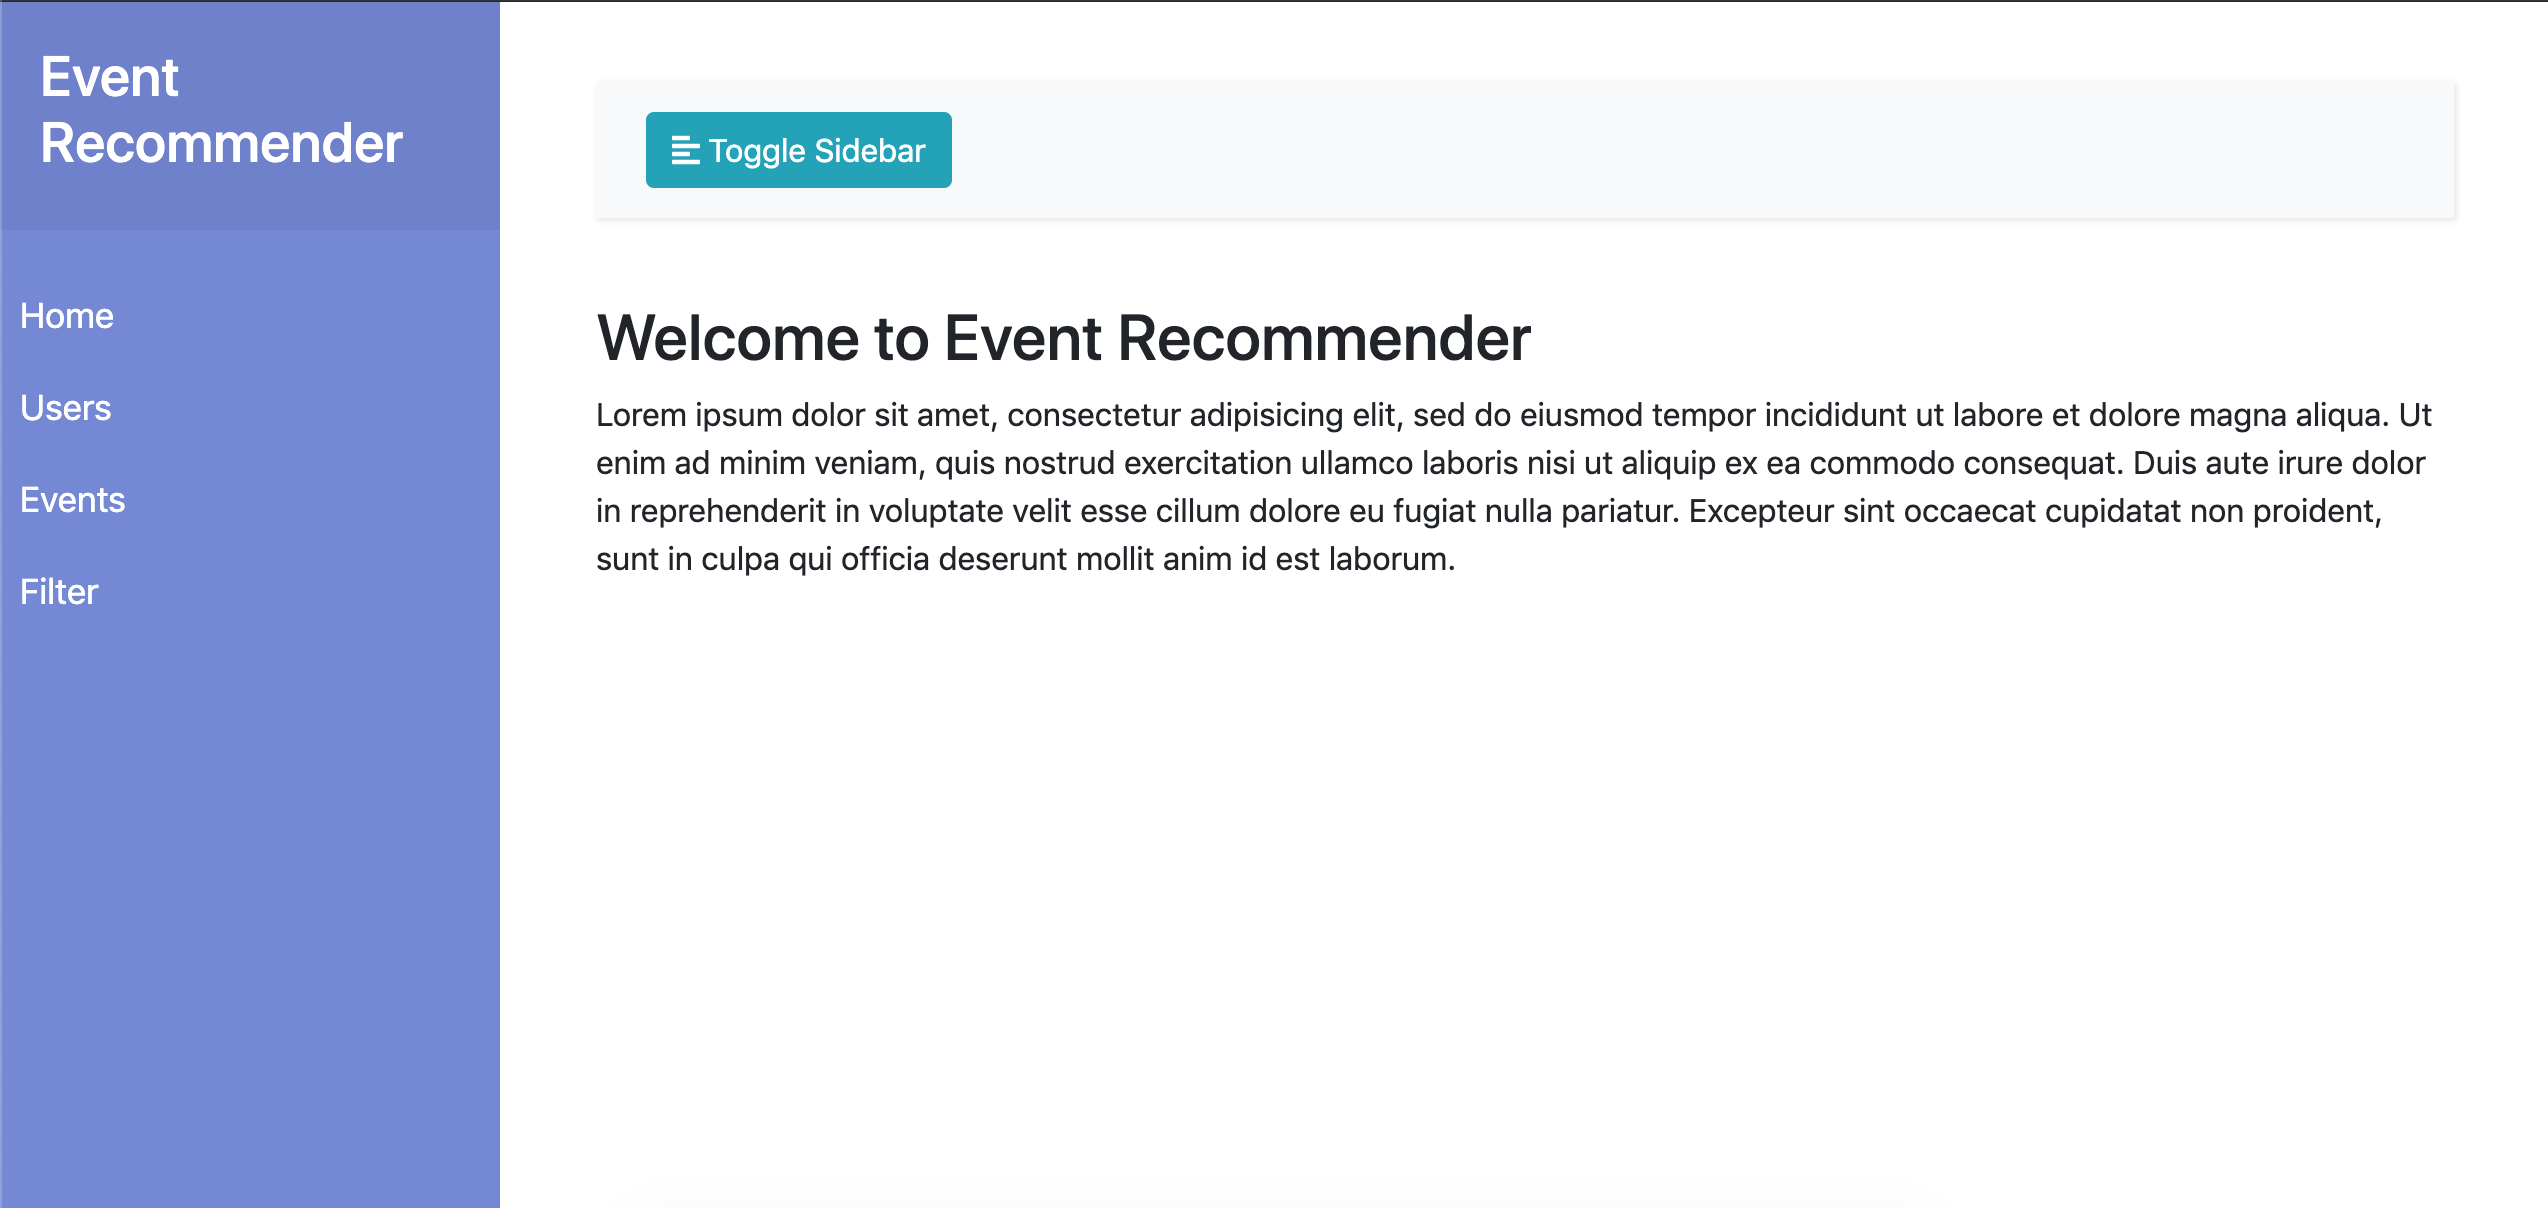 Event
Recommender
Home
Users
Events
Filter
Toggle Sidebar
Welcome to Event Recommender
Lorem ipsum dolor sit amet, consectetur adipisicing elit, sed do eiusmod tempor incididunt ut labore et dolore magna aliqua. Ut
enim ad minim veniam, quis nostrud exercitation ullamco laboris nisi ut aliquip ex ea commodo consequat. Duis aute irure dolor
in reprehenderit in voluptate velit esse cillum dolore eu fugiat nulla pariatur. Excepteur sint occaecat cupidatat non proident,
sunt in culpa qui officia deserunt mollit anim id est laborum.